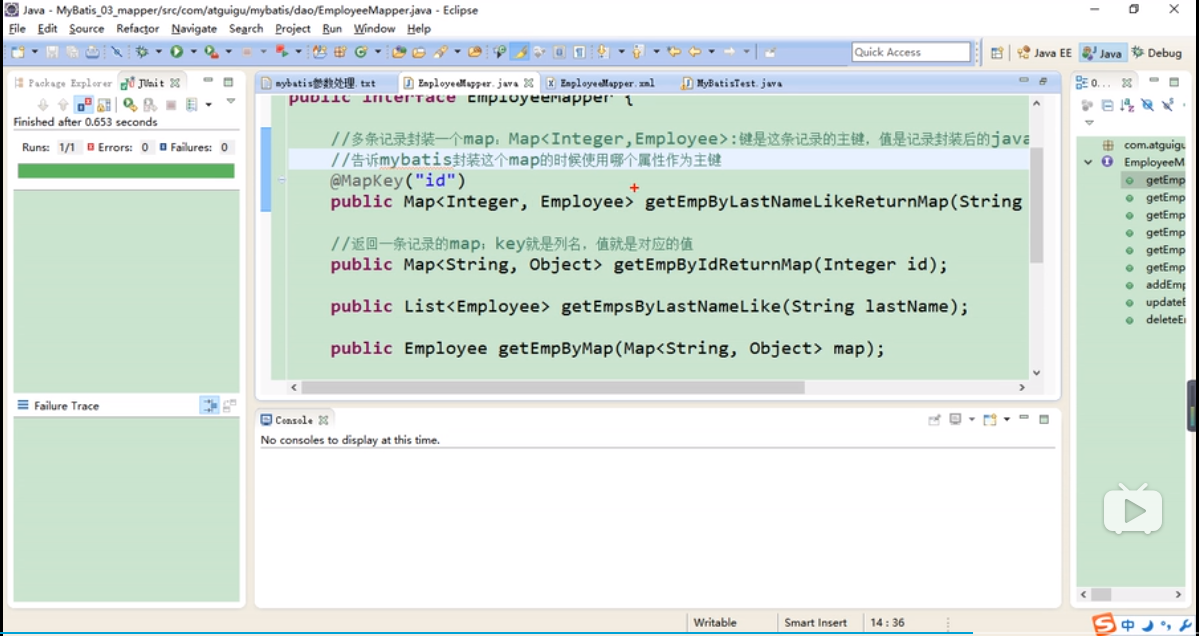 Java - MyBatis_03_mapper/src/com/atguigu/mybatis/dao/EmployeeMapper.java - Eclipse
File Edit Source Refactor Navigate Search Project Run Window Help
Quick Access
Java EE
Java
Debug
Package Explorer
JUnit
Finished after 0.653 seconds
Runs: 1/1
Errors: 0
Failures: 0
Failure Trace
mybatis参数处理.txt
EmployeeMapper.java
EmployeeMapper.xml
MyBatisTest.java
public interface EmployeeMapper {
//多条记录封装一个map：Map<Integer,Employee>:键是这条记录的主键，值是记录封装后的java
//告诉mybatis封装这个map的时候使用哪个属性作为主键
@MapKey("id")
public Map<Integer, Employee> getEmpByLastNameLikeReturnMap(String
//返回一条记录的map；key就是列名，值就是对应的值
public Map<String, Object> getEmpByIdReturnMap(Integer id);
public List<Employee> getEmpsByLastNameLike(String lastName);
public Employee getEmpByMap(Map<String, Object> map);
Console
No consoles to display at this time.
O...
com.atguigu
EmployeeM
getEmp
getEmp
getEmp
getEmp
getEmp
getEmp
addEmp
updateE
deleteE
Writable
Smart Insert
14 : 36
中